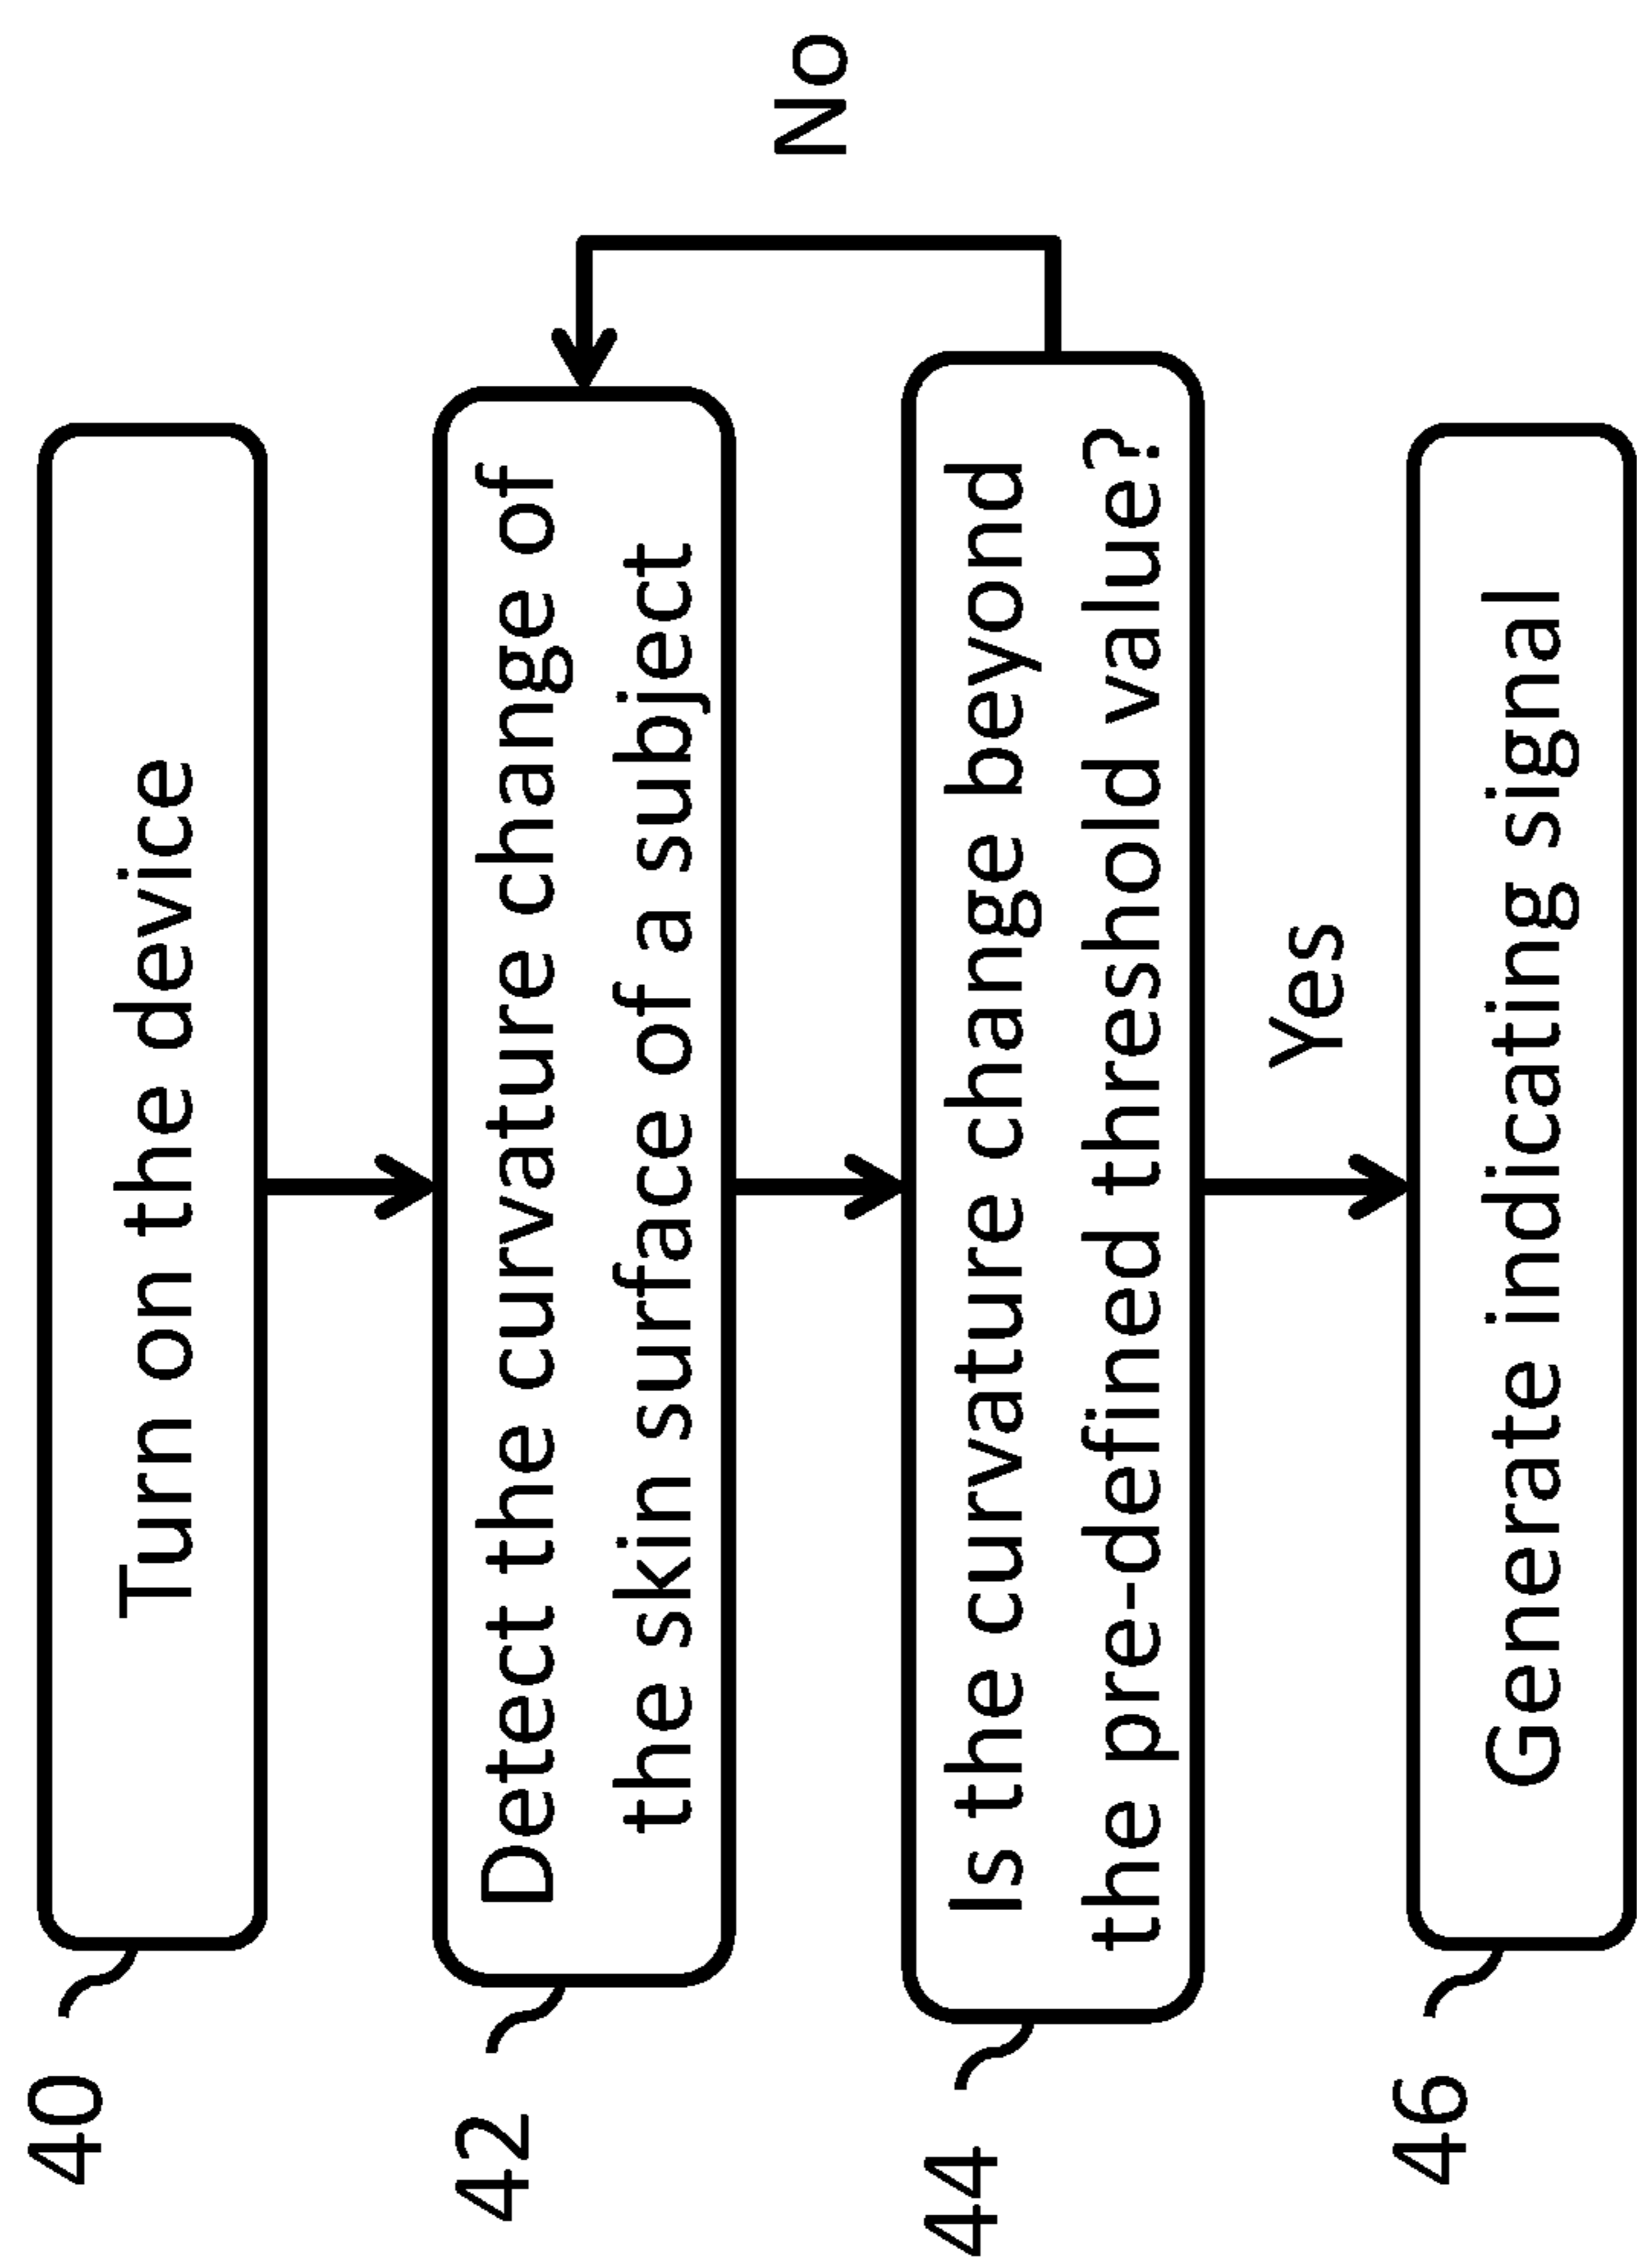 40
Turn on the device
42
Detect the curvature change of
the skin surface of a subject
No
44
Is the curvature change beyond
the pre-defined threshold value?
Yes
46
Generate indicating signal